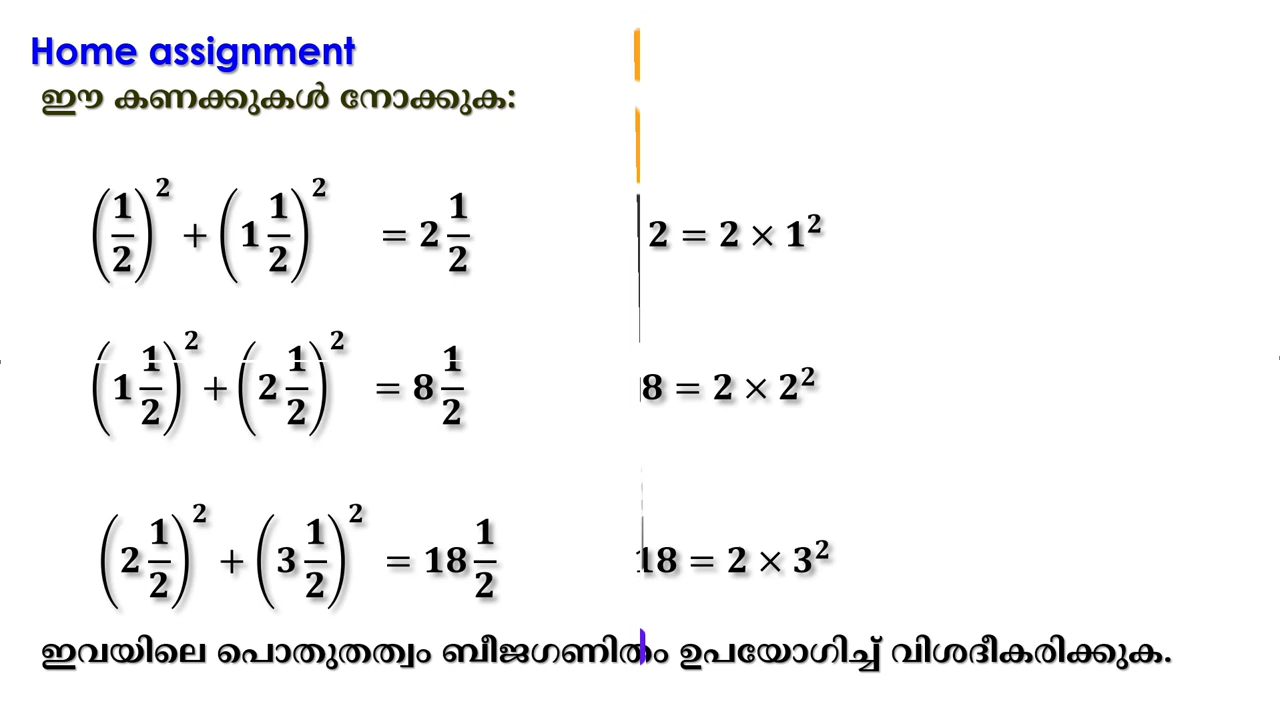 Home assignment
ഈ കണക്കുകൾ നോക്കുക:
(1/2)² + (1 1/2)² = 2 1/2 2 = 2 × 1²
(1 1/2)² + (2 1/2)² = 8 1/2 8 = 2 × 2²
(2 1/2)² + (3 1/2)² = 18 1/2 18 = 2 × 3²
ഇവയിലെ പൊതുതത്വം ബീജഗണിതം ഉപയോഗിച്ച് വിശദീകരിക്കുക.